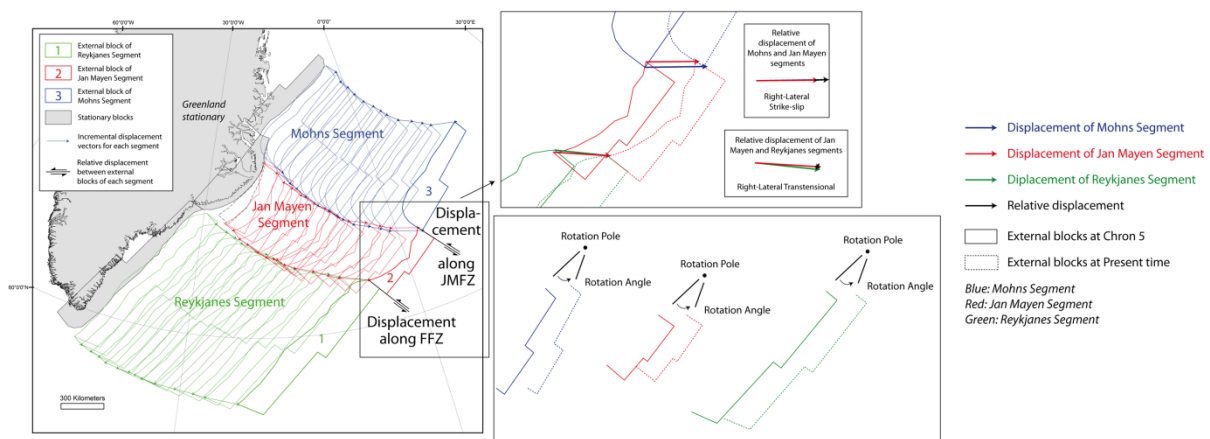 60°0'0"W
30°0'0"W
0°0'0"
30°0'0"E
1
External block of
Reykjanes Segment
2
External block of
Jan Mayen Segment
3
External block of
Mohns Segment
Stationary blocks
Incremental displacement
vectors for each segment
Relative displacement
between external
blocks of each segment
Greenland
stationary
Mohns Segment
Jan Mayen
Segment
Reykjanes Segment
3
2
1
Displa-
cement
along
JMFZ
Displacement
along FFZ
60°0'0"N
300 Kilometers
Relative
displacement
of Mohns and Jan Mayen
segments
Right-Lateral
Strike-slip
Relative displacement of Jan
Mayen and Reykjanes segments
Right-Lateral Transtensional
Rotation Pole
Rotation Angle
Rotation Pole
Rotation Angle
Rotation Pole
Rotation Angle
Displacement of Mohns Segment
Displacement of Jan Mayen Segment
Diplacement of Reykjanes Segment
Relative displacement
External blocks at Chron 5
External blocks at Present time
Blue: Mohns Segment
Red: Jan Mayen Segment
Green: Reykjanes Segment